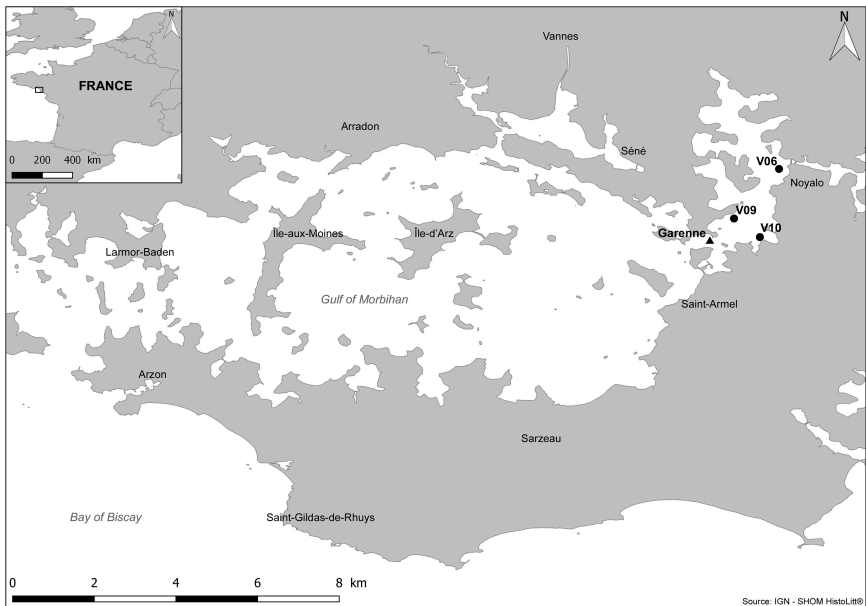 N
FRANCE
0 200 400 km
N
Vannes
Arradon
Séné
V06
Noyalo
V09
Île-aux-Moines
Île-d'Arz
Garenne
V10
Larmor-Baden
Gulf of Morbihan
Saint-Armel
Arzon
Sarzeau
Bay of Biscay
Saint-Gildas-de-Rhuys
0 2 4 6 8 km
Source: IGN - SHOM HistoLitt®